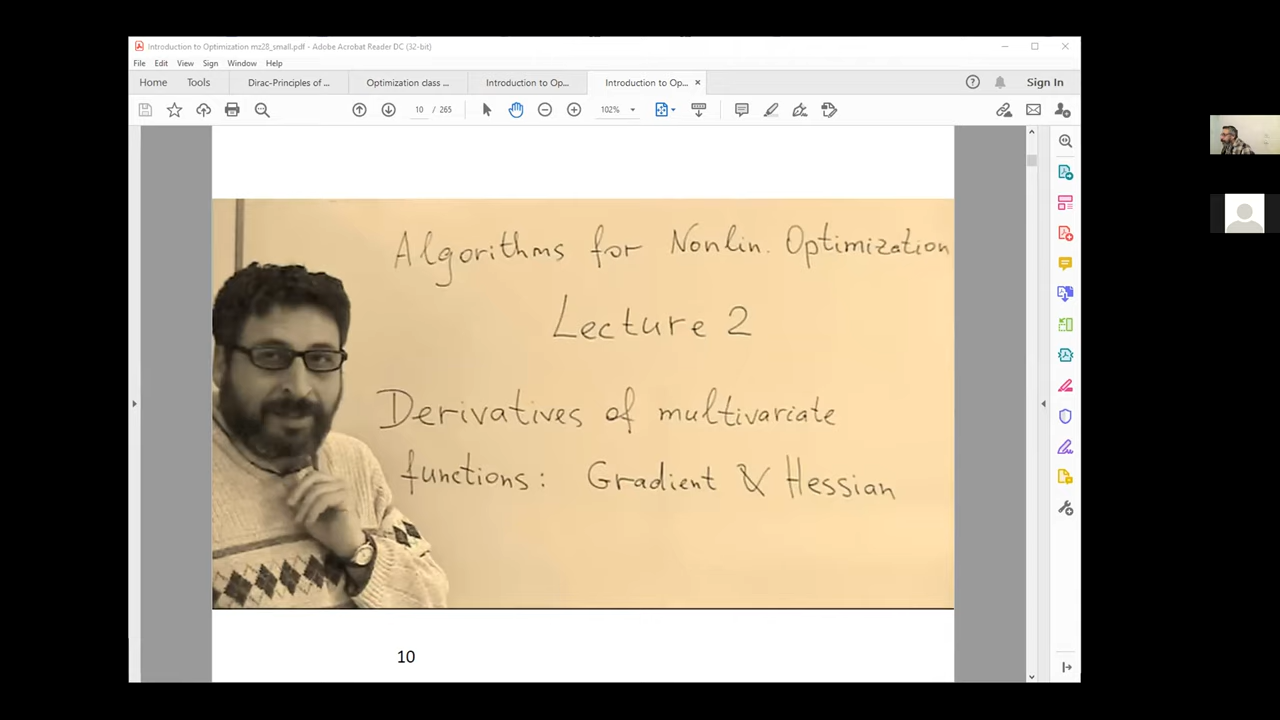 Introduction to Optimization mz28_small.pdf - Adobe Acrobat Reader DC (32-bit)
File Edit View Sign Window Help
Home Tools Dirac-Principles of ... Optimization class ... Introduction to Op... Introduction to Op... × Sign In
10 / 265 102%
Algorithms for Nonlin. Optimization
Lecture 2
Derivatives of multivariate
functions: Gradient & Hessian
10